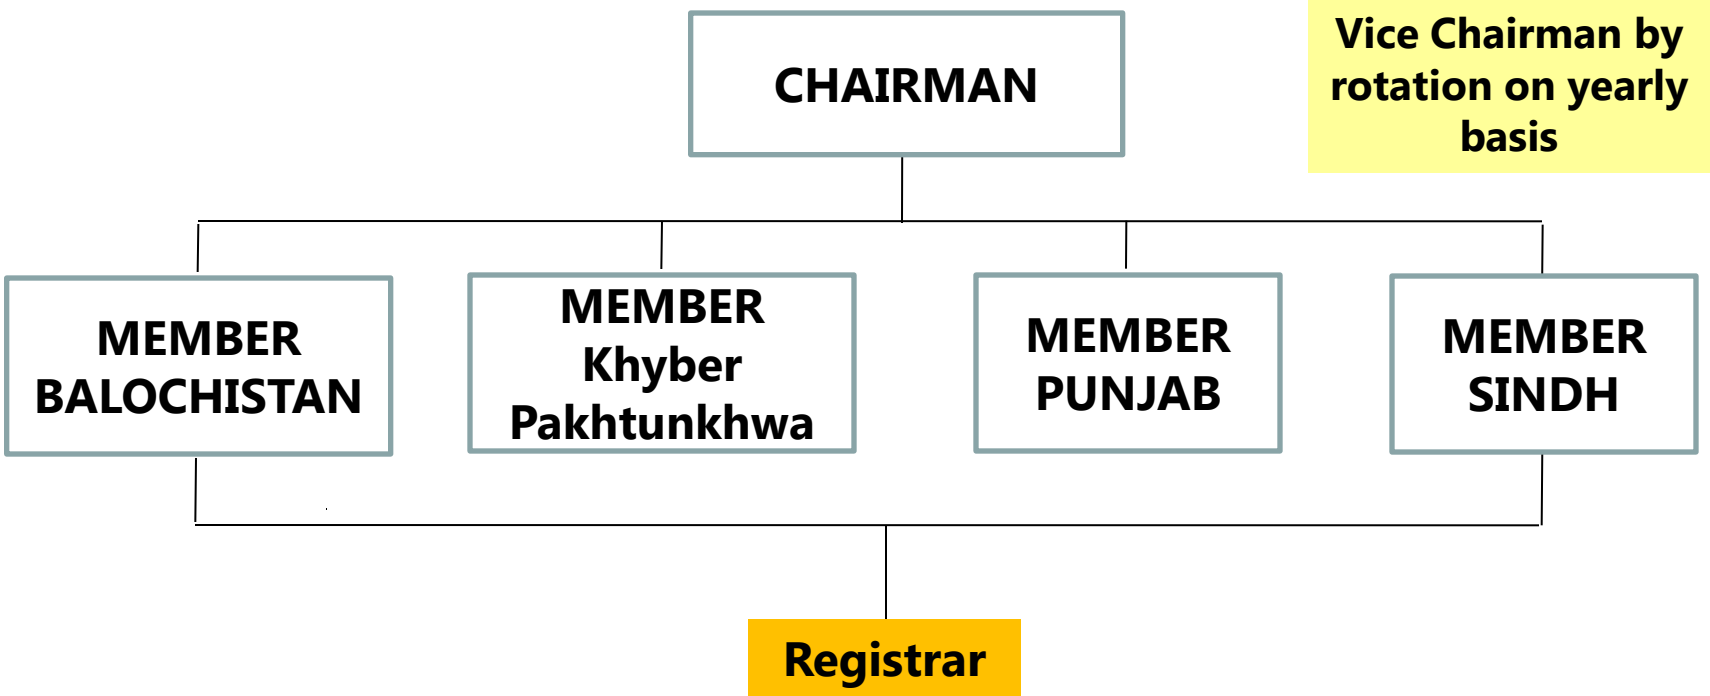 CHAIRMAN
Vice Chairman by
rotation on yearly
basis
MEMBER
BALOCHISTAN
MEMBER
Khyber
Pakhtunkhwa
MEMBER
PUNJAB
MEMBER
SINDH
Registrar